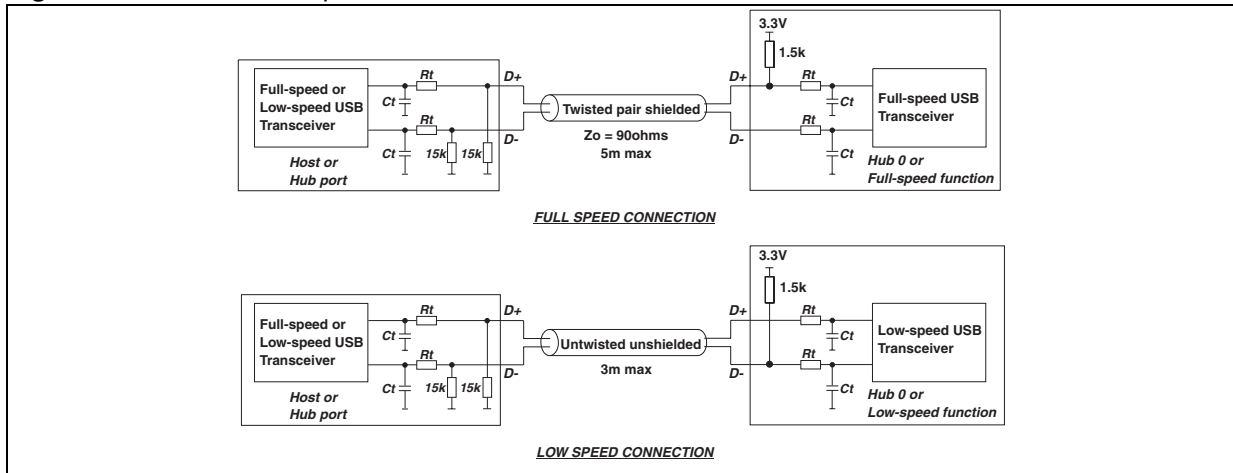 3.3V
1.5k
Full-speed or
Low-speed USB
Transceiver
Rt
Ct
Rt
Ct
15k
15k
D+
D-
Host or
Hub port
Twisted pair shielded
Zo = 90ohms
5m max
D+
D-
Rt
Ct
Rt
Ct
Full-speed USB
Transceiver
Hub 0 or
Full-speed function
FULL SPEED CONNECTION
3.3V
1.5k
Full-speed or
Low-speed USB
Transceiver
Rt
Ct
Rt
Ct
15k
15k
D+
D-
Host or
Hub port
Untwisted unshielded
3m max
D+
D-
Rt
Ct
Rt
Ct
Low-speed USB
Transceiver
Hub 0 or
Low-speed function
LOW SPEED CONNECTION